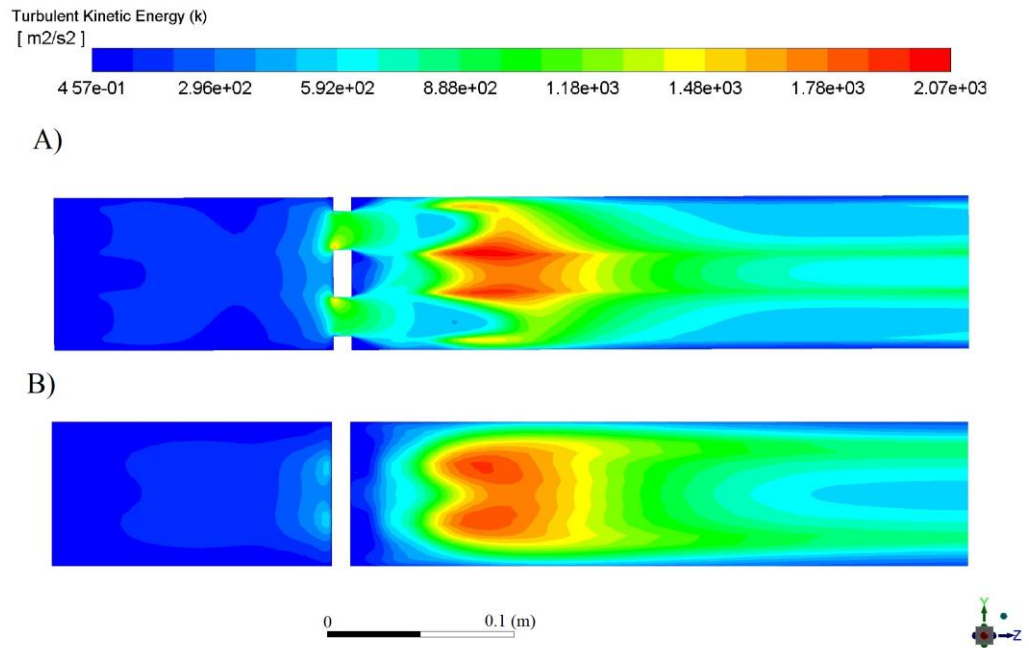 Turbulent Kinetic Energy (k)
[ m2/s2 ]
4 57e-01 2.96e+02 5.92e+02 8.88e+02 1.18e+03 1.48e+03 1.78e+03 2.07e+03
A)
B)
0 0.1 (m)
Y
Z